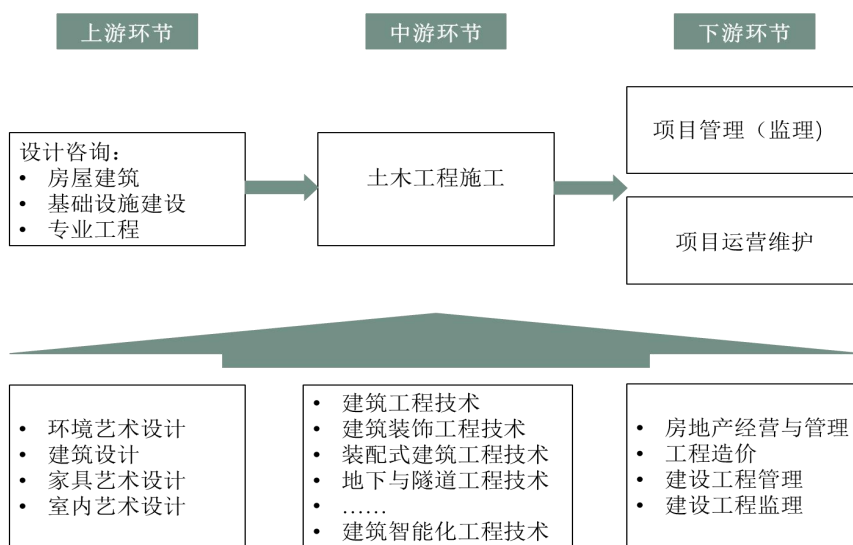 上游环节
中游环节
下游环节
设计咨询:
• 房屋建筑
• 基础设施建设
• 专业工程
土木工程施工
项目管理（监理)
项目运营维护
• 环境艺术设计
• 建筑设计
• 家具艺术设计
• 室内艺术设计
• 建筑工程技术
• 建筑装饰工程技术
• 装配式建筑工程技术
• 地下与隧道工程技术
• ......
• 建筑智能化工程技术
• 房地产经营与管理
• 工程造价
• 建设工程管理
• 建设工程监理